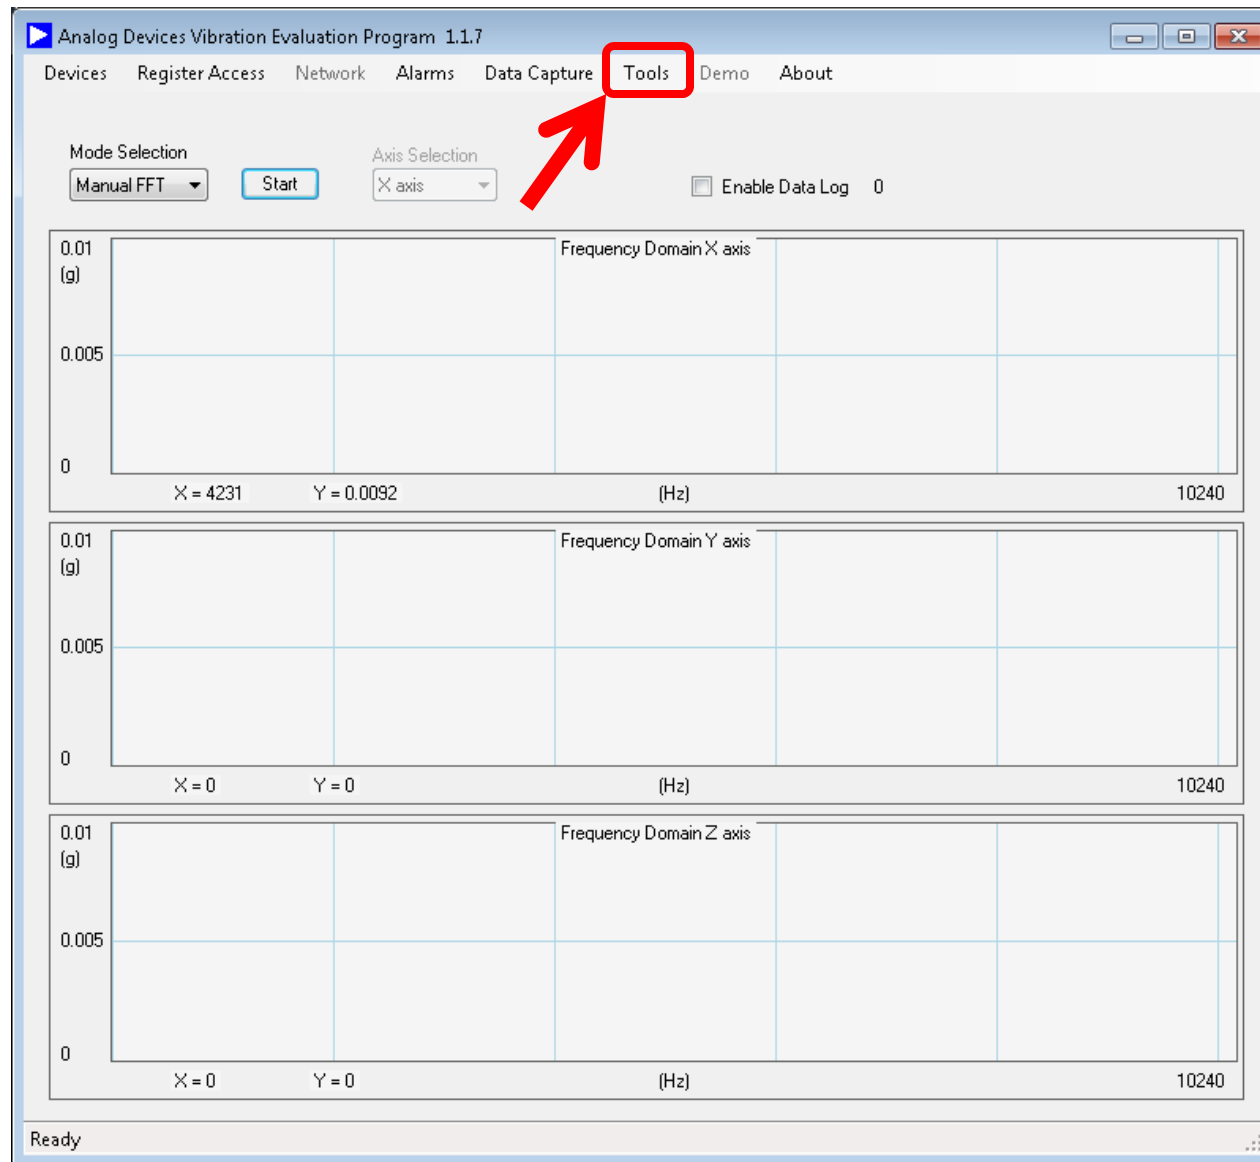 Analog Devices Vibration Evaluation Program 1.1.7
Devices Register Access Network Alarms Data Capture Tools Demo About
Mode Selection Axis Selection
Manual FFT Start X axis Enable Data Log 0
0.01 Frequency Domain X axis
(g)
0.005
0
X = 4231 Y = 0.0092 (Hz) 10240
0.01 Frequency Domain Y axis
(g)
0.005
0
X = 0 Y = 0 (Hz) 10240
0.01 Frequency Domain Z axis
(g)
0.005
0
X = 0 Y = 0 (Hz) 10240
Ready